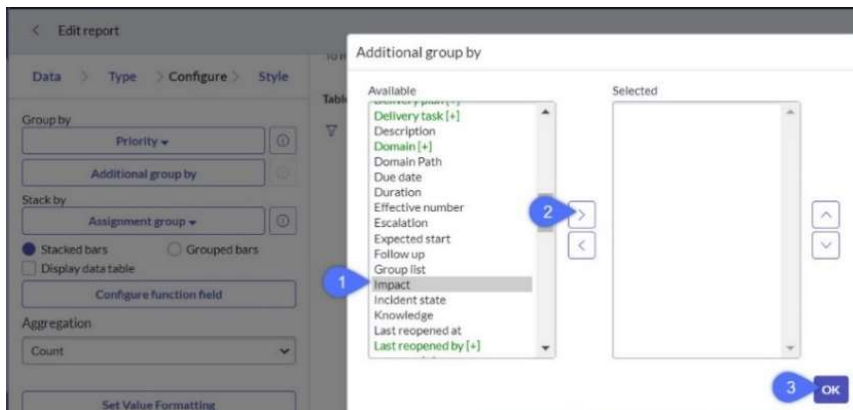 Edit report
Data > Type > Configure > Style
Group by
Priority
Additional group by
Stack by
Assignment group
Stacked bars
Grouped bars
Display data table
Configure function field
Aggregation
Count
Set Value Formatting
Additional group by
Available
Delivery plan [+]
Delivery task [+]
Description
Domain [+]
Domain Path
Due date
Duration
Effective number
Escalation
Expected start
Follow up
Group list
Impact
Incident state
Knowledge
Last reopened at
Last reopened by [+]
Selected
1
2
3
OK